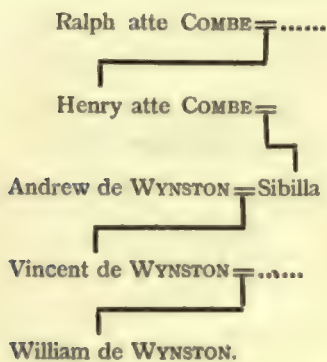 Ralph atte COMBE=......
Henry atte COMBE=
Andrew de WYNSTON=Sibilla
Vincent de WYNSTON=......
William de WYNSTON.